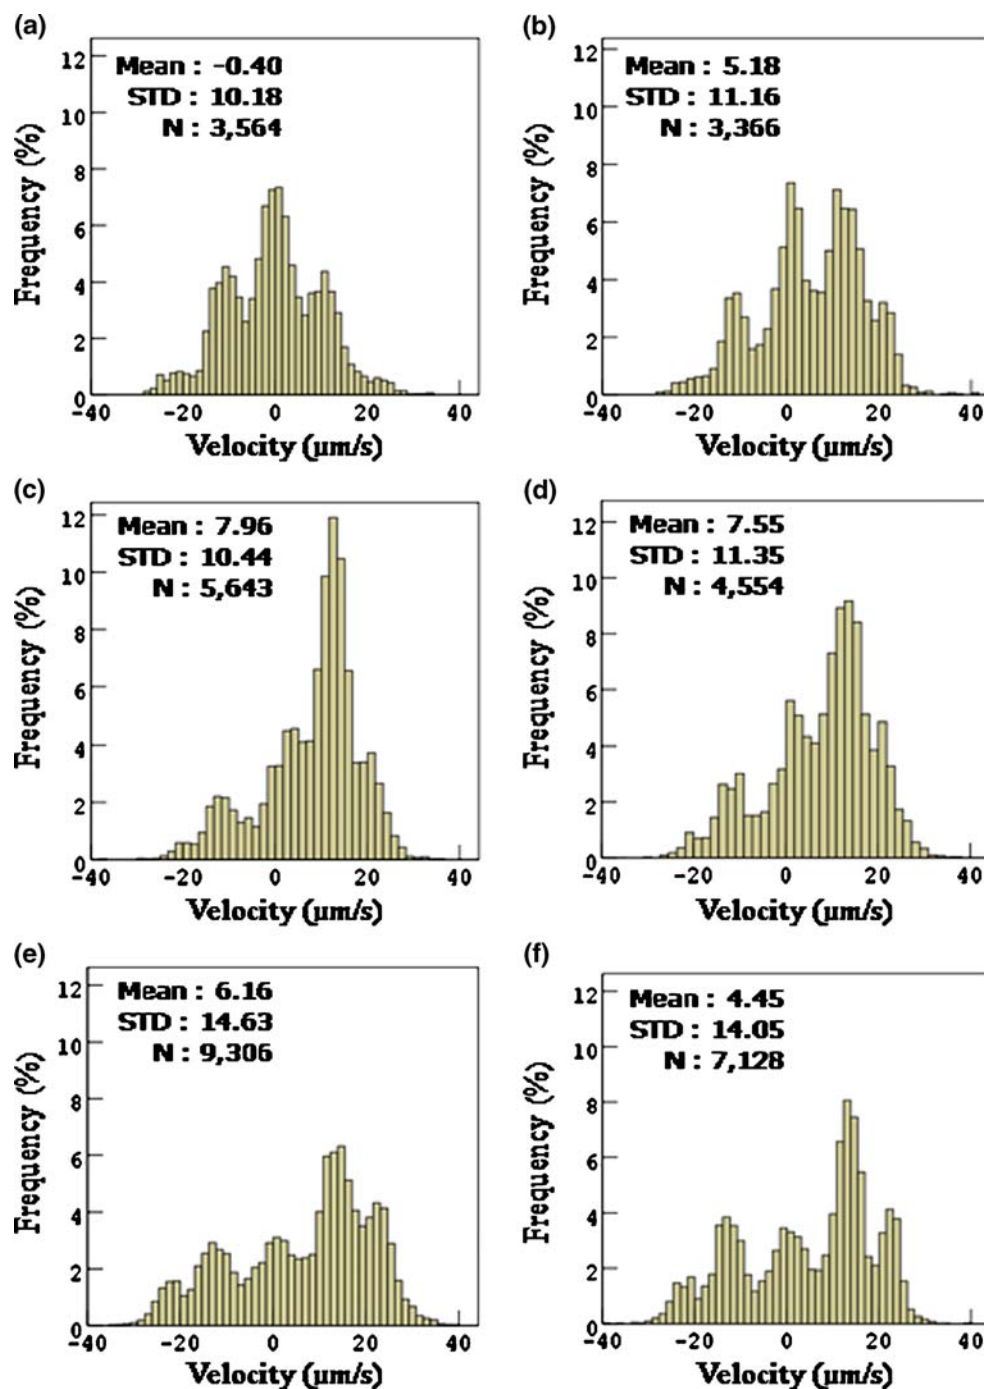 (a)
Mean : -0.40
STD : 10.18
N : 3,564
Frequency (%)
12
10
8
6
4
2
0
-40 -20 0 20 40
Velocity (µm/s)
(b)
Mean : 5.18
STD : 11.16
N : 3,366
Frequency (%)
12
10
8
6
4
2
0
-40 -20 0 20 40
Velocity (µm/s)
(c)
Mean : 7.96
STD : 10.44
N : 5,643
Frequency (%)
12
10
8
6
4
2
0
-40 -20 0 20 40
Velocity (µm/s)
(d)
Mean : 7.55
STD : 11.35
N : 4,554
Frequency (%)
12
10
8
6
4
2
0
-40 -20 0 20 40
Velocity (µm/s)
(e)
Mean : 6.16
STD : 14.63
N : 9,306
Frequency (%)
12
10
8
6
4
2
0
-40 -20 0 20 40
Velocity (µm/s)
(f)
Mean : 4.45
STD : 14.05
N : 7,128
Frequency (%)
12
10
8
6
4
2
0
-40 -20 0 20 40
Velocity (µm/s)